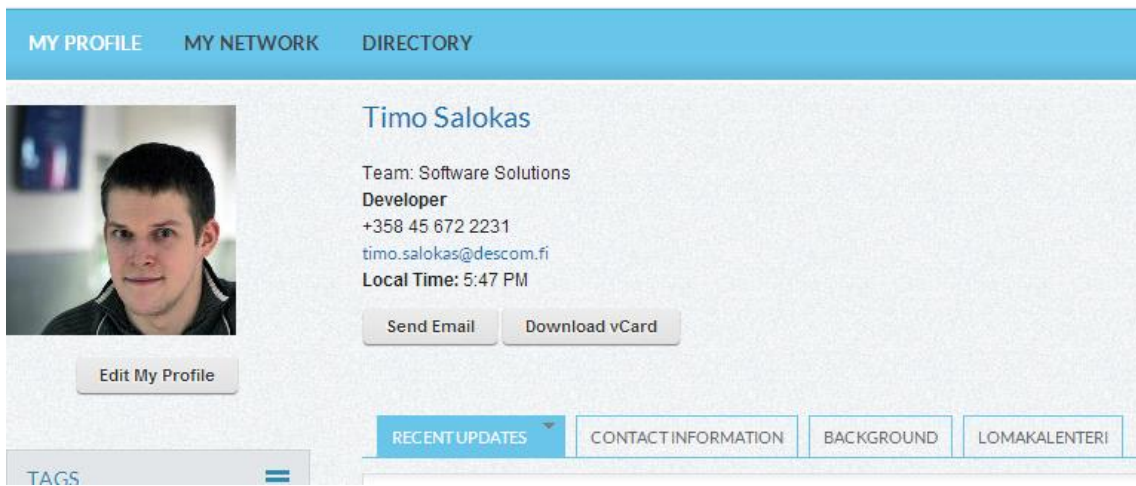 MY PROFILE MY NETWORK DIRECTORY
Timo Salokas
Team: Software Solutions
Developer
+358 45 672 2231
timo.salokas@descom.fi
Local Time: 5:47 PM
Send Email Download vCard
Edit My Profile
RECENT UPDATES CONTACT INFORMATION BACKGROUND LOMAKALENTERI
TAGS